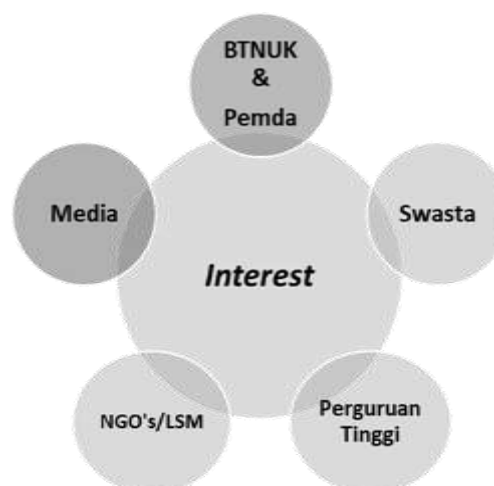 BTNUK
&
Pemda
Media
Swasta
Interest
NGO's/LSM
Perguruan
Tinggi